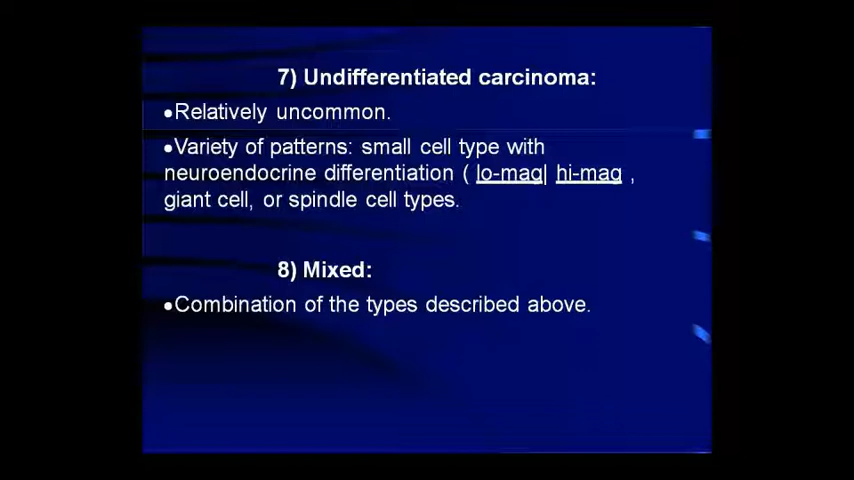 7) Undifferentiated carcinoma:
●Relatively uncommon.
●Variety of patterns: small cell type with
neuroendocrine differentiation ( lo-mag| hi-mag ,
giant cell, or spindle cell types.
8) Mixed:
●Combination of the types described above.